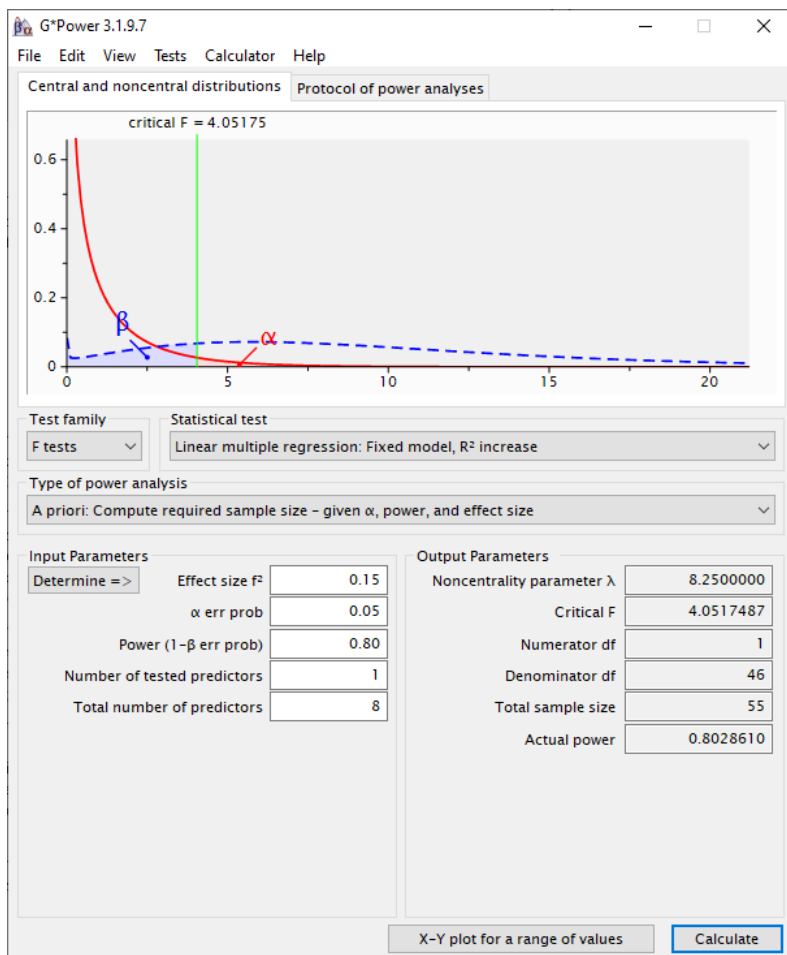 G*Power 3.1.9.7
File Edit View Tests Calculator Help
Central and noncentral distributions Protocol of power analyses
critical F = 4.05175
0.6
0.4
0.2
0
β
α
0 5 10 15 20
Test family
F tests
Statistical test
Linear multiple regression: Fixed model, R² increase
Type of power analysis
A priori: Compute required sample size – given α, power, and effect size
Input Parameters
Determine =>
Effect size f² 0.15
α err prob 0.05
Power (1-β err prob) 0.80
Number of tested predictors 1
Total number of predictors 8
Output Parameters
Noncentrality parameter λ 8.2500000
Critical F 4.0517487
Numerator df 1
Denominator df 46
Total sample size 55
Actual power 0.8028610
X-Y plot for a range of values
Calculate